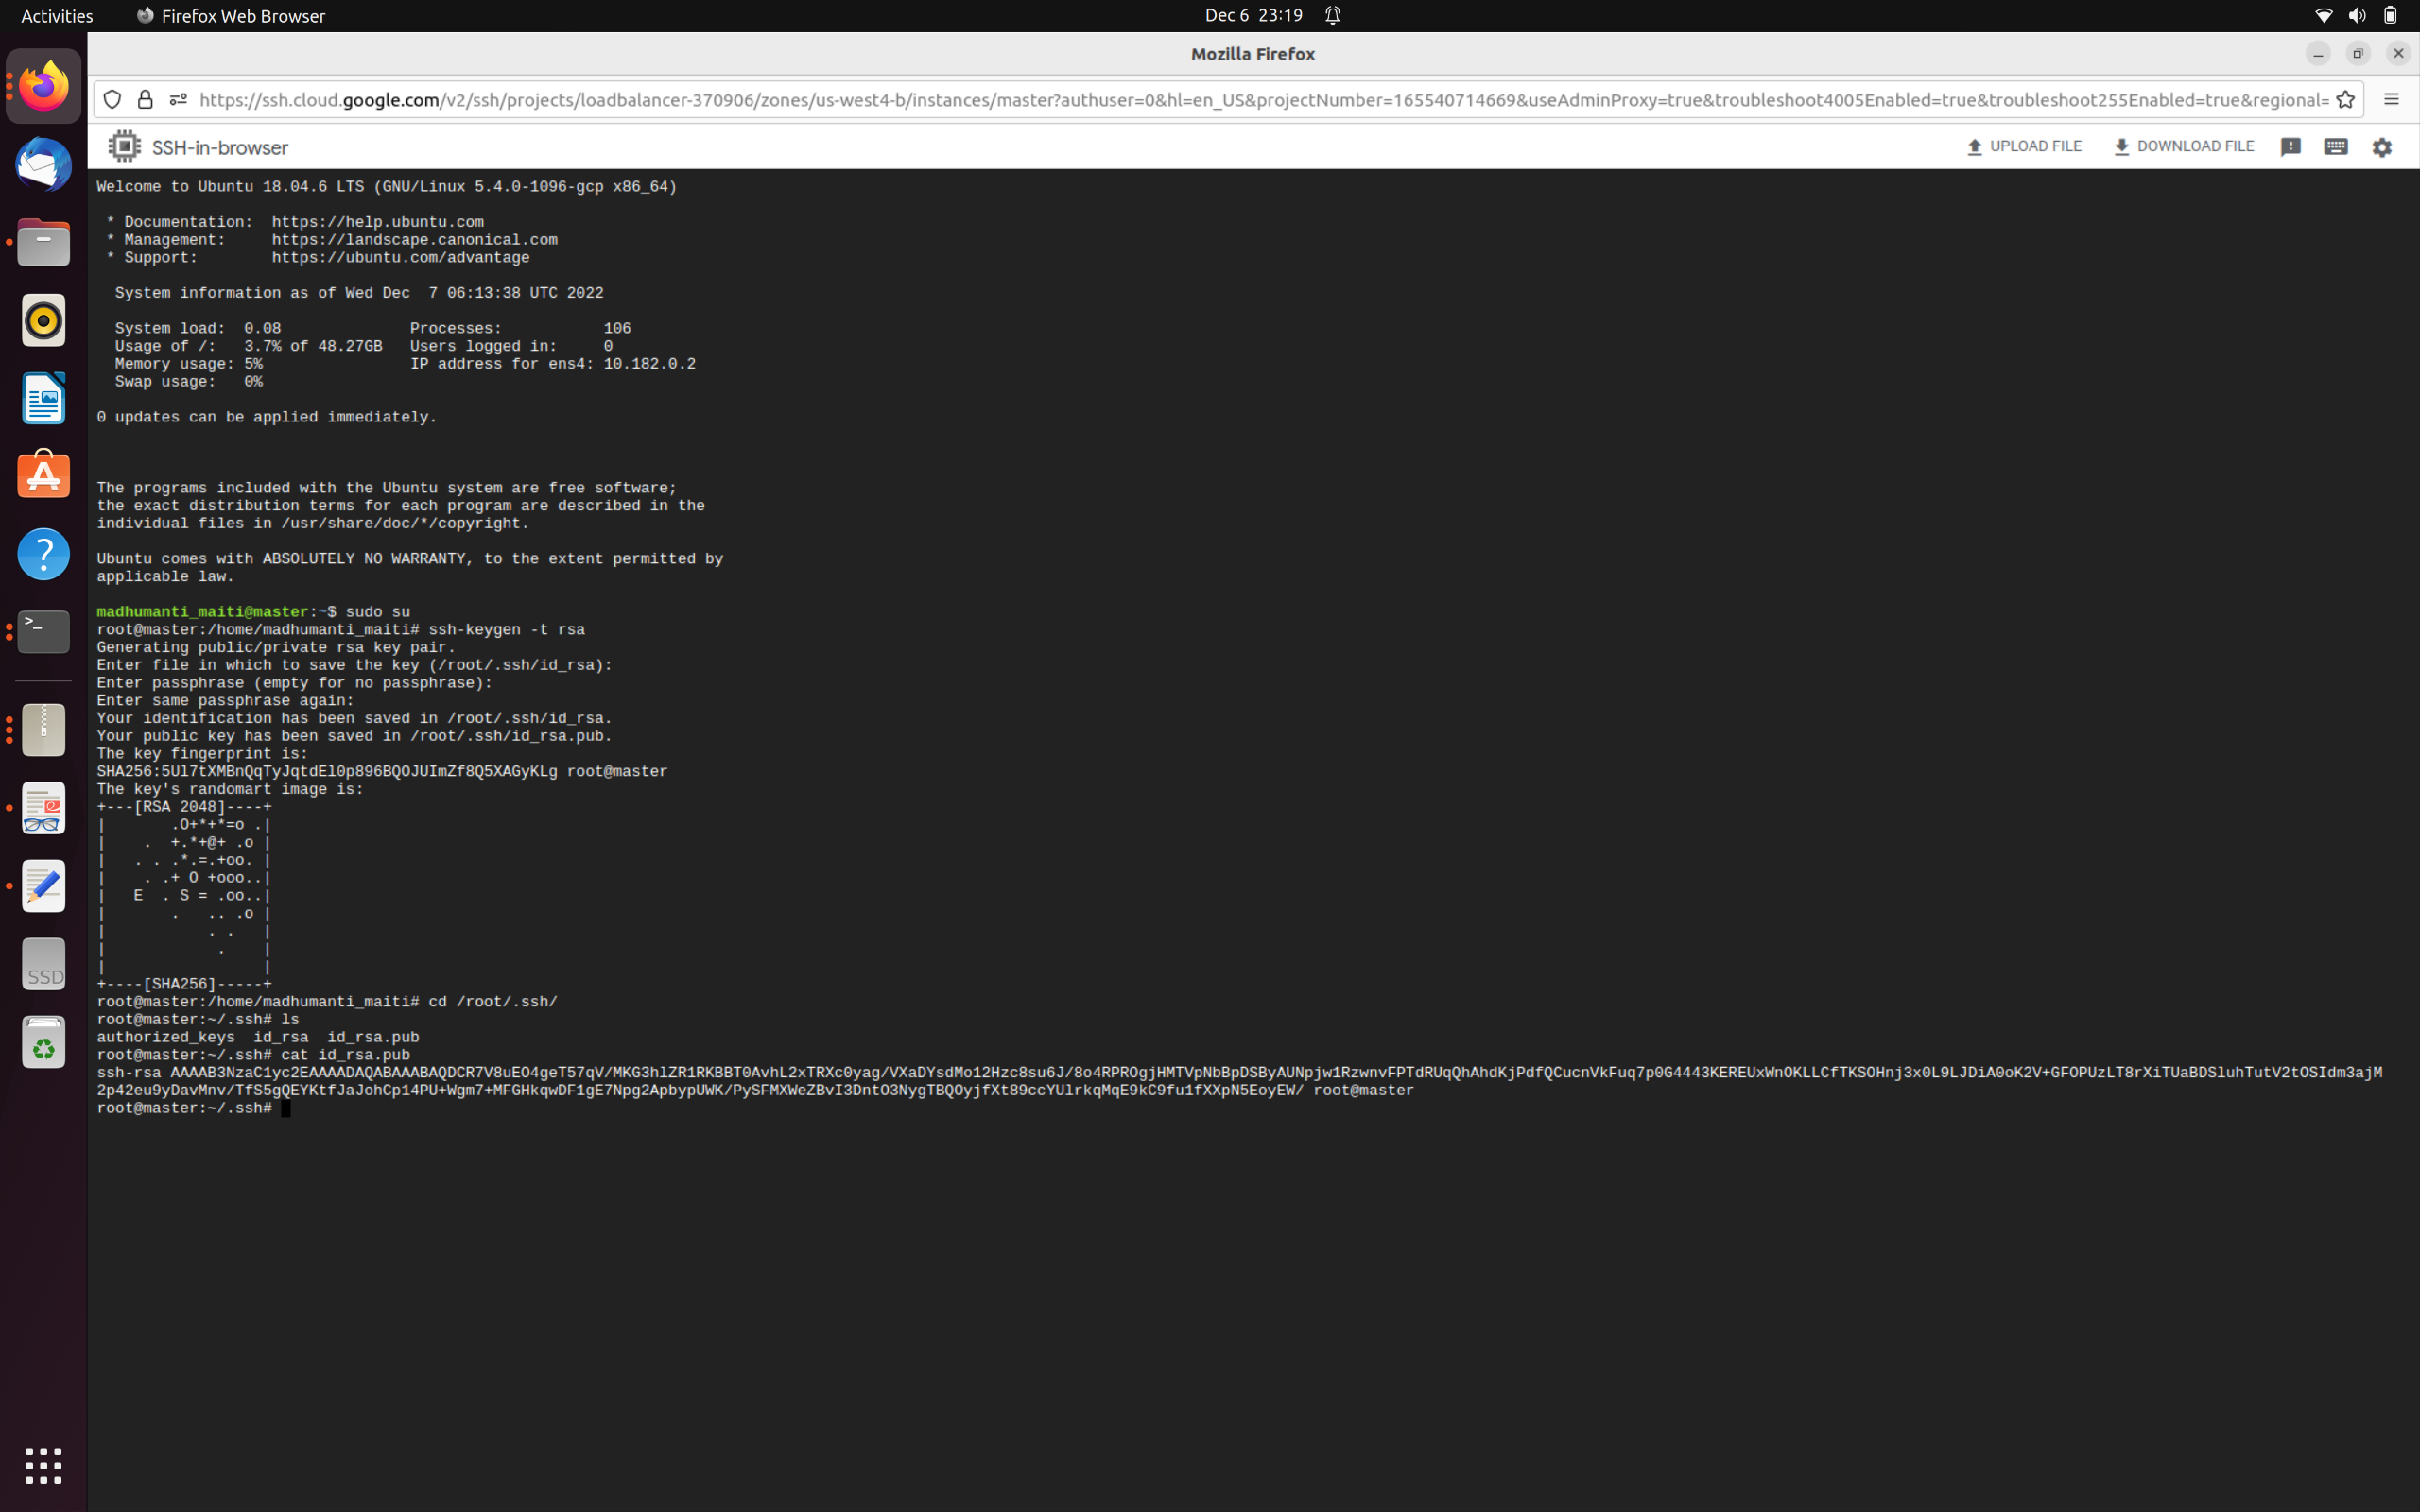 Activities Firefox Web Browser Dec 6 23:19
Mozilla Firefox
https://ssh.cloud.google.com/v2/ssh/projects/loadbalancer-370906/zones/us-west4-b/instances/master?authuser=0&hl=en_US&projectNumber=165540714669&useAdminProxy=true&troubleshoot4005Enabled=true&troubleshoot255Enabled=true&regional=
SSH-in-browser UPLOAD FILE DOWNLOAD FILE
Welcome to Ubuntu 18.04.6 LTS (GNU/Linux 5.4.0-1096-gcp x86_64)
* Documentation:  https://help.ubuntu.com
* Management:     https://landscape.canonical.com
* Support:        https://ubuntu.com/advantage
System information as of Wed Dec  7 06:13:38 UTC 2022
System load:  0.08              Processes:           106
Usage of /:   3.7% of 48.27GB   Users logged in:     0
Memory usage: 5%                IP address for ens4: 10.182.0.2
Swap usage:   0%
0 updates can be applied immediately.
The programs included with the Ubuntu system are free software;
the exact distribution terms for each program are described in the
individual files in /usr/share/doc/*/copyright.
Ubuntu comes with ABSOLUTELY NO WARRANTY, to the extent permitted by
applicable law.
madhumanti_maiti@master:~$ sudo su
root@master:/home/madhumanti_maiti# ssh-keygen -t rsa
Generating public/private rsa key pair.
Enter file in which to save the key (/root/.ssh/id_rsa):
Enter passphrase (empty for no passphrase):
Enter same passphrase again:
Your identification has been saved in /root/.ssh/id_rsa.
Your public key has been saved in /root/.ssh/id_rsa.pub.
The key fingerprint is:
SHA256:5Ul7tXMBnQqTyJqtdEl0p896BQOJUImZf8Q5XAGyKLg root@master
The key's randomart image is:
+---[RSA 2048]----+
|       .O+*+*=o .|
|    .  +.*+@+ .o |
|   . . .*.=.+oo. |
|    . .+ O +ooo..|
|   E  . S = .oo..|
|       .   .. .o |
|           . .   |
|            .    |
|                 |
+----[SHA256]-----+
root@master:/home/madhumanti_maiti# cd /root/.ssh/
root@master:~/.ssh# ls
authorized_keys  id_rsa  id_rsa.pub
root@master:~/.ssh# cat id_rsa.pub
ssh-rsa AAAAB3NzaC1yc2EAAAADAQABAAABAQDCR7V8uEO4geT57qV/MKG3hlZR1RKBBT0AvhL2xTRXc0yag/VXaDYsdMo12Hzc8su6J/8o4RPROgjHMTVpNbBpDSByAUNpjw1RzwnvFPTdRUqQhAhdKjPdfQCucnVkFuq7p0G4443KEREUxWnOKLLCfTKSOHnj3x0L9LJDiA0oK2V+GFOPUzLT8rXiTUaBDSluhTutV2tOSIdm3ajM
2p42eu9yDavMnv/TfS5gQEYKtfJaJohCp14PU+Wgm7+MFGHkqwDF1gE7Npg2ApbypUWK/PySFMXWeZBvI3DntO3NygTBQOyjfXt89ccYUlrkqMqE9kC9fu1fXXpN5EoyEW/ root@master
root@master:~/.ssh#
SSD